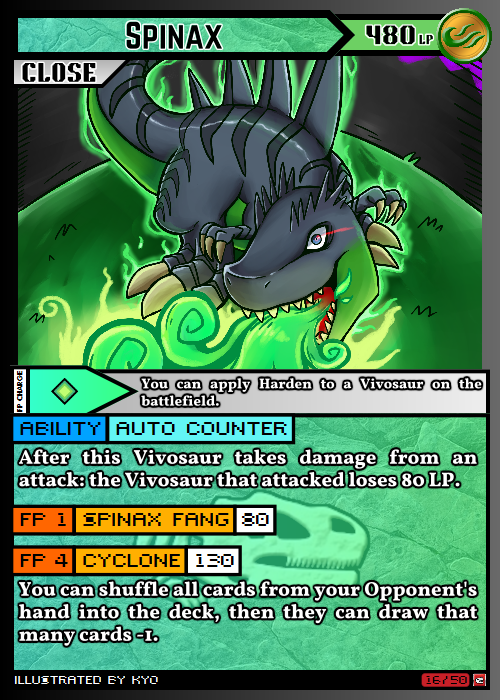 Spinax
480 LP
CLOSE
FP CHARGE
You can apply Harden to a Vivosaur on the
battlefield.
ABILITY AUTO COUNTER
After this Vivosaur takes damage from an
attack: the Vivosaur that attacked loses 80 LP.
FP 1 SPINAX FANG 80
FP 4 CYCLONE 130
You can shuffle all cards from your Opponent's
hand into the deck, then they can draw that
many cards -1.
ILLUSTRATED BY KYO
16/50